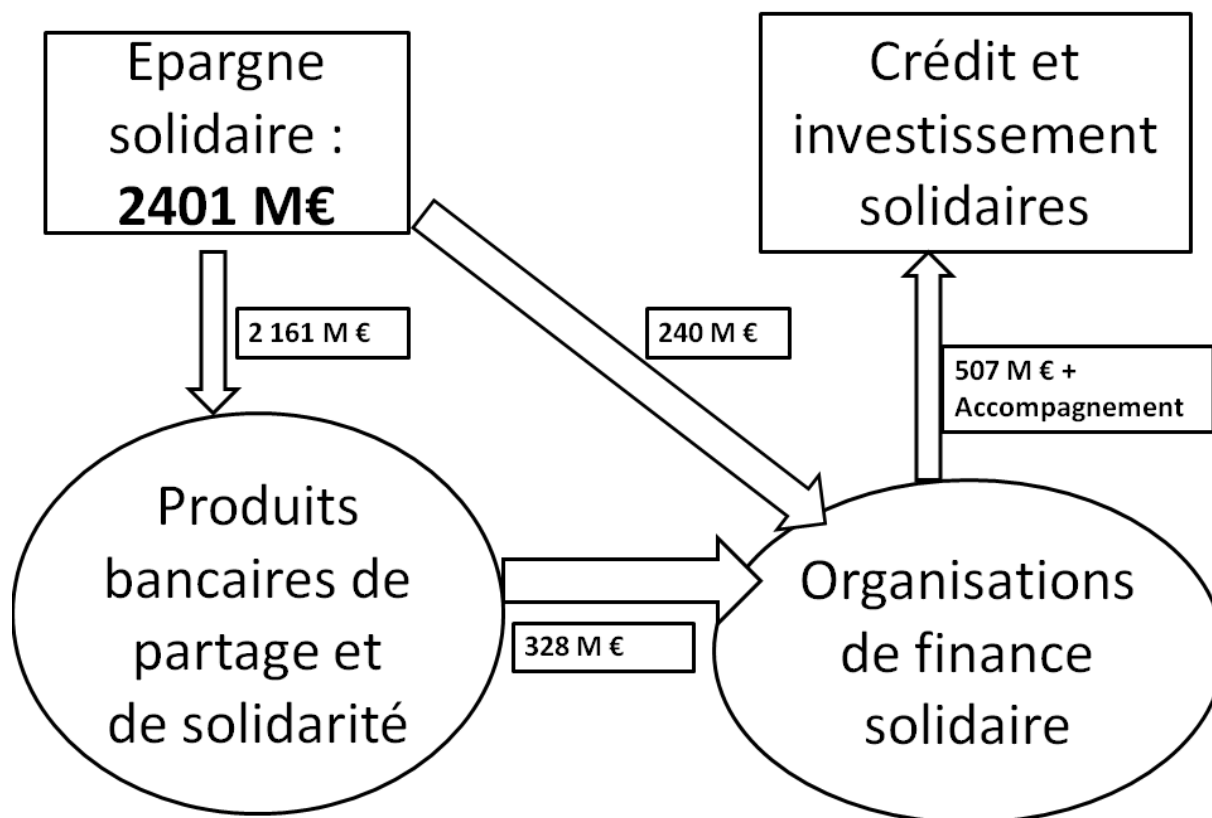 Epargne
solidaire :
2401 M€
Crédit et
investissement
solidaires
2 161 M €
240 M €
507 M € +
Accompagnement
Produits
bancaires de
partage et
de solidarité
328 M €
Organisations
de finance
solidaire